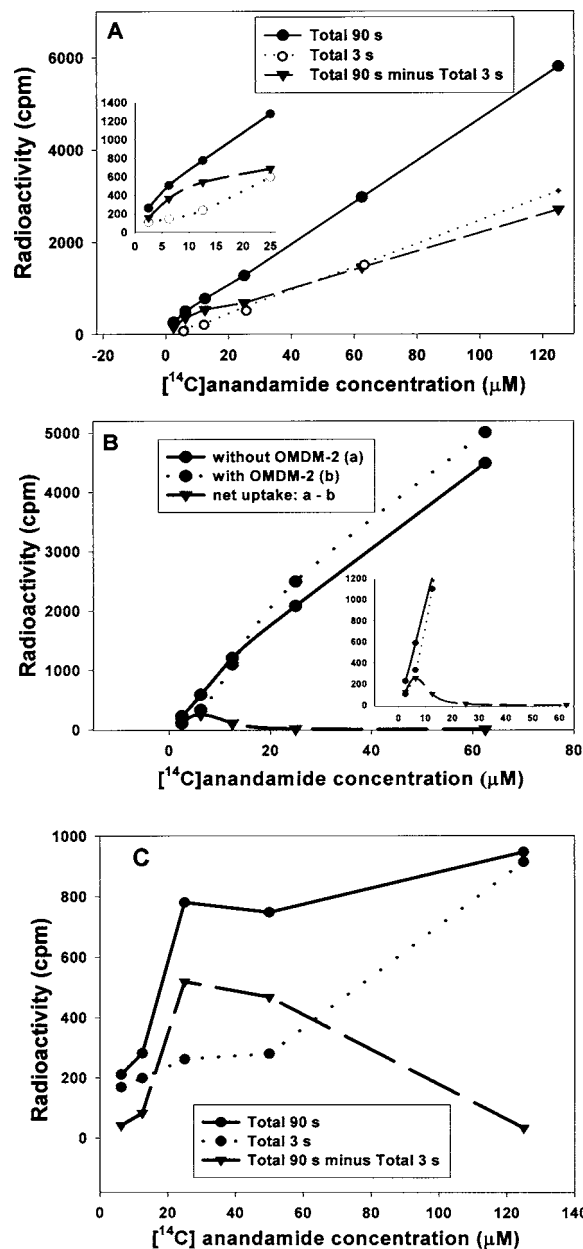 A
Total 90 s
Total 3 s
Total 90 s minus Total 3 s
Radioactivity (cpm)
6000
4000
2000
0
1400
1200
1000
800
600
400
200
0
0 5 10 15 20 25
-20 0 20 40 60 80 100 120
[¹⁴C]anandamide concentration (μM)
B
without OMDM-2 (a)
with OMDM-2 (b)
net uptake: a - b
Radioactivity (cpm)
5000
4000
3000
2000
1000
0
1200
1000
800
600
400
200
0
0 10 20 30 40 50 60
0 20 40 60 80
[¹⁴C]anandamide concentration (μM)
C
Radioactivity (cpm)
1000
800
600
400
200
0
Total 90 s
Total 3 s
Total 90 s minus Total 3 s
0 20 40 60 80 100 120 140
[¹⁴C] anandamide concentration (μM)